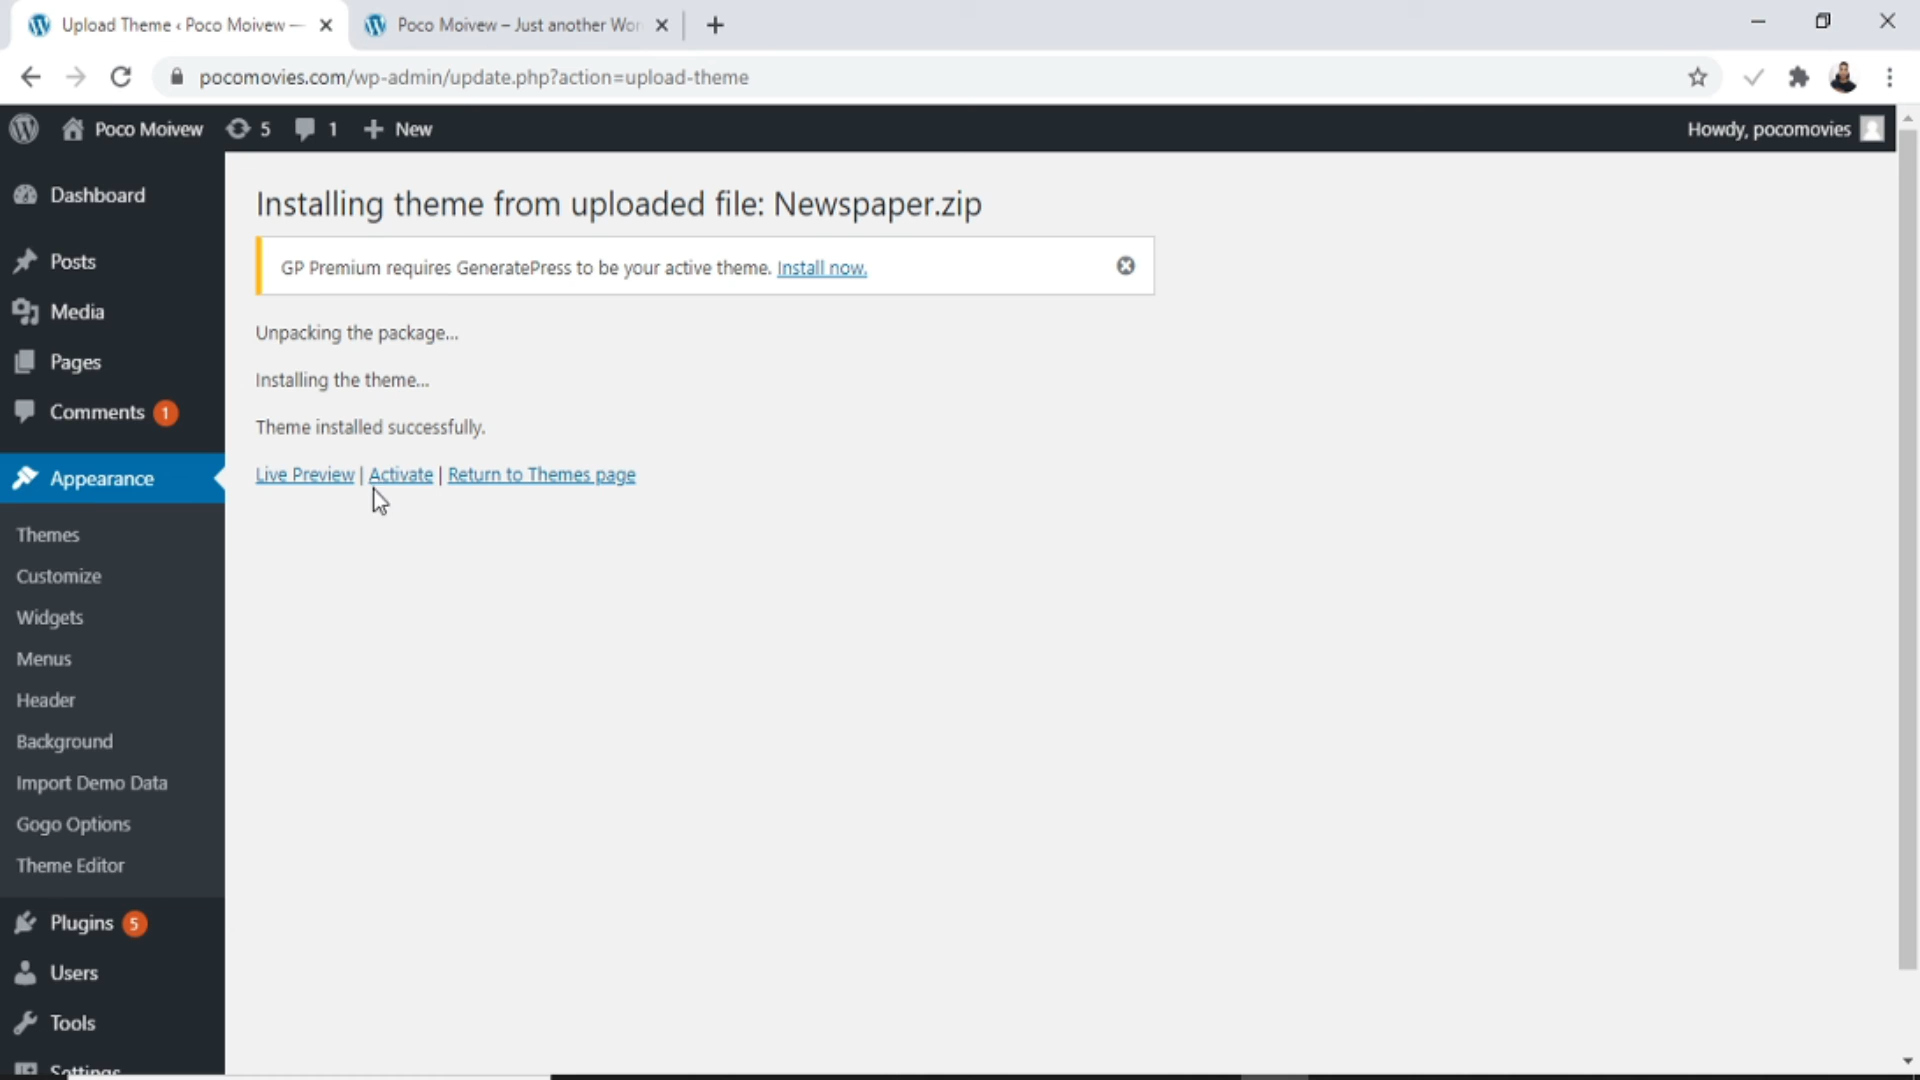 Upload Theme ‹ Poco Moivew —
Poco Moivew – Just another Wor
pocomovies.com/wp-admin/update.php?action=upload-theme
Poco Moivew 5 1 + New Howdy, pocomovies
Dashboard
Posts
Media
Pages
Comments 1
Appearance
Themes
Customize
Widgets
Menus
Header
Background
Import Demo Data
Gogo Options
Theme Editor
Plugins 5
Users
Tools
Settings
Installing theme from uploaded file: Newspaper.zip
GP Premium requires GeneratePress to be your active theme. Install now.
Unpacking the package…
Installing the theme…
Theme installed successfully.
Live Preview | Activate | Return to Themes page